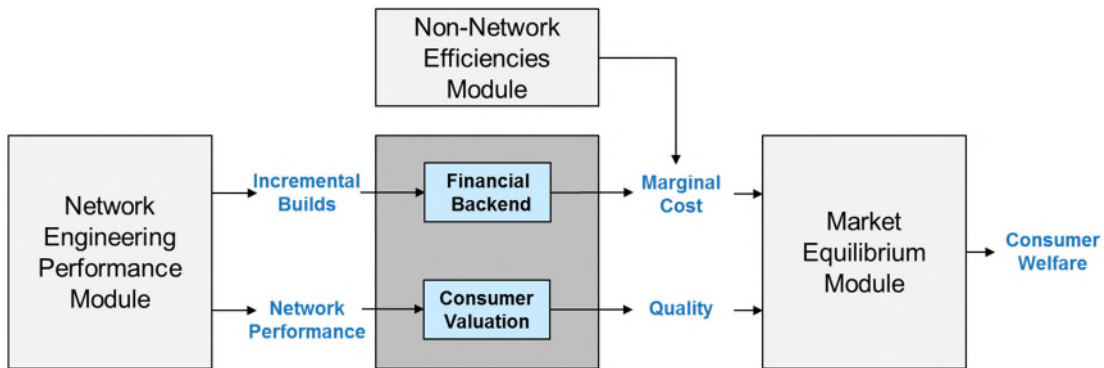 Non-Network
Efficiencies
Module
Network
Engineering
Performance
Module
Incremental
Builds
Financial
Backend
Marginal
Cost
Network
Performance
Consumer
Valuation
Quality
Market
Equilibrium
Module
Consumer
Welfare